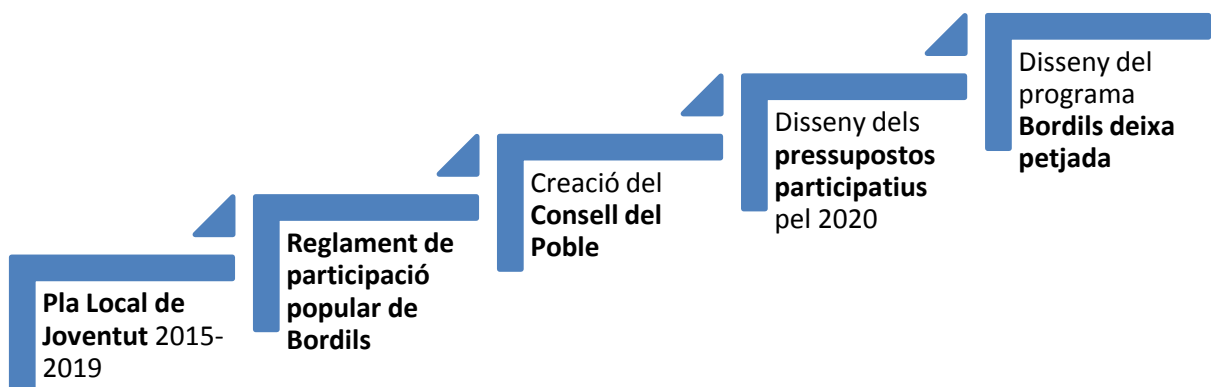 Pla Local de
Joventut 2015-
2019
Reglament de
participació
popular de
Bordils
Creació del
Consell del
Poble
Disseny dels
pressupostos
participatius
pel 2020
Disseny del
programa
Bordils deixa
petjada